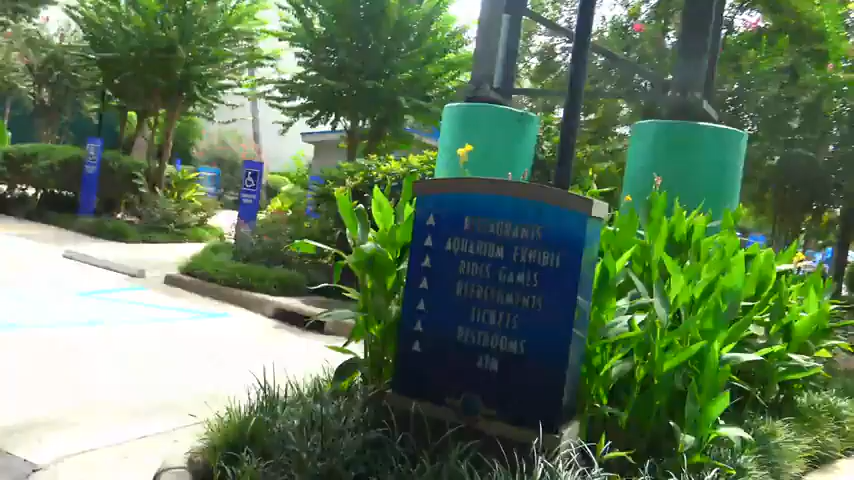 RESTAURANTS
AQUARIUM EXHIBIT
RIDES GAMES
REFRESHMENTS
TICKETS
RESTROOMS
ATM